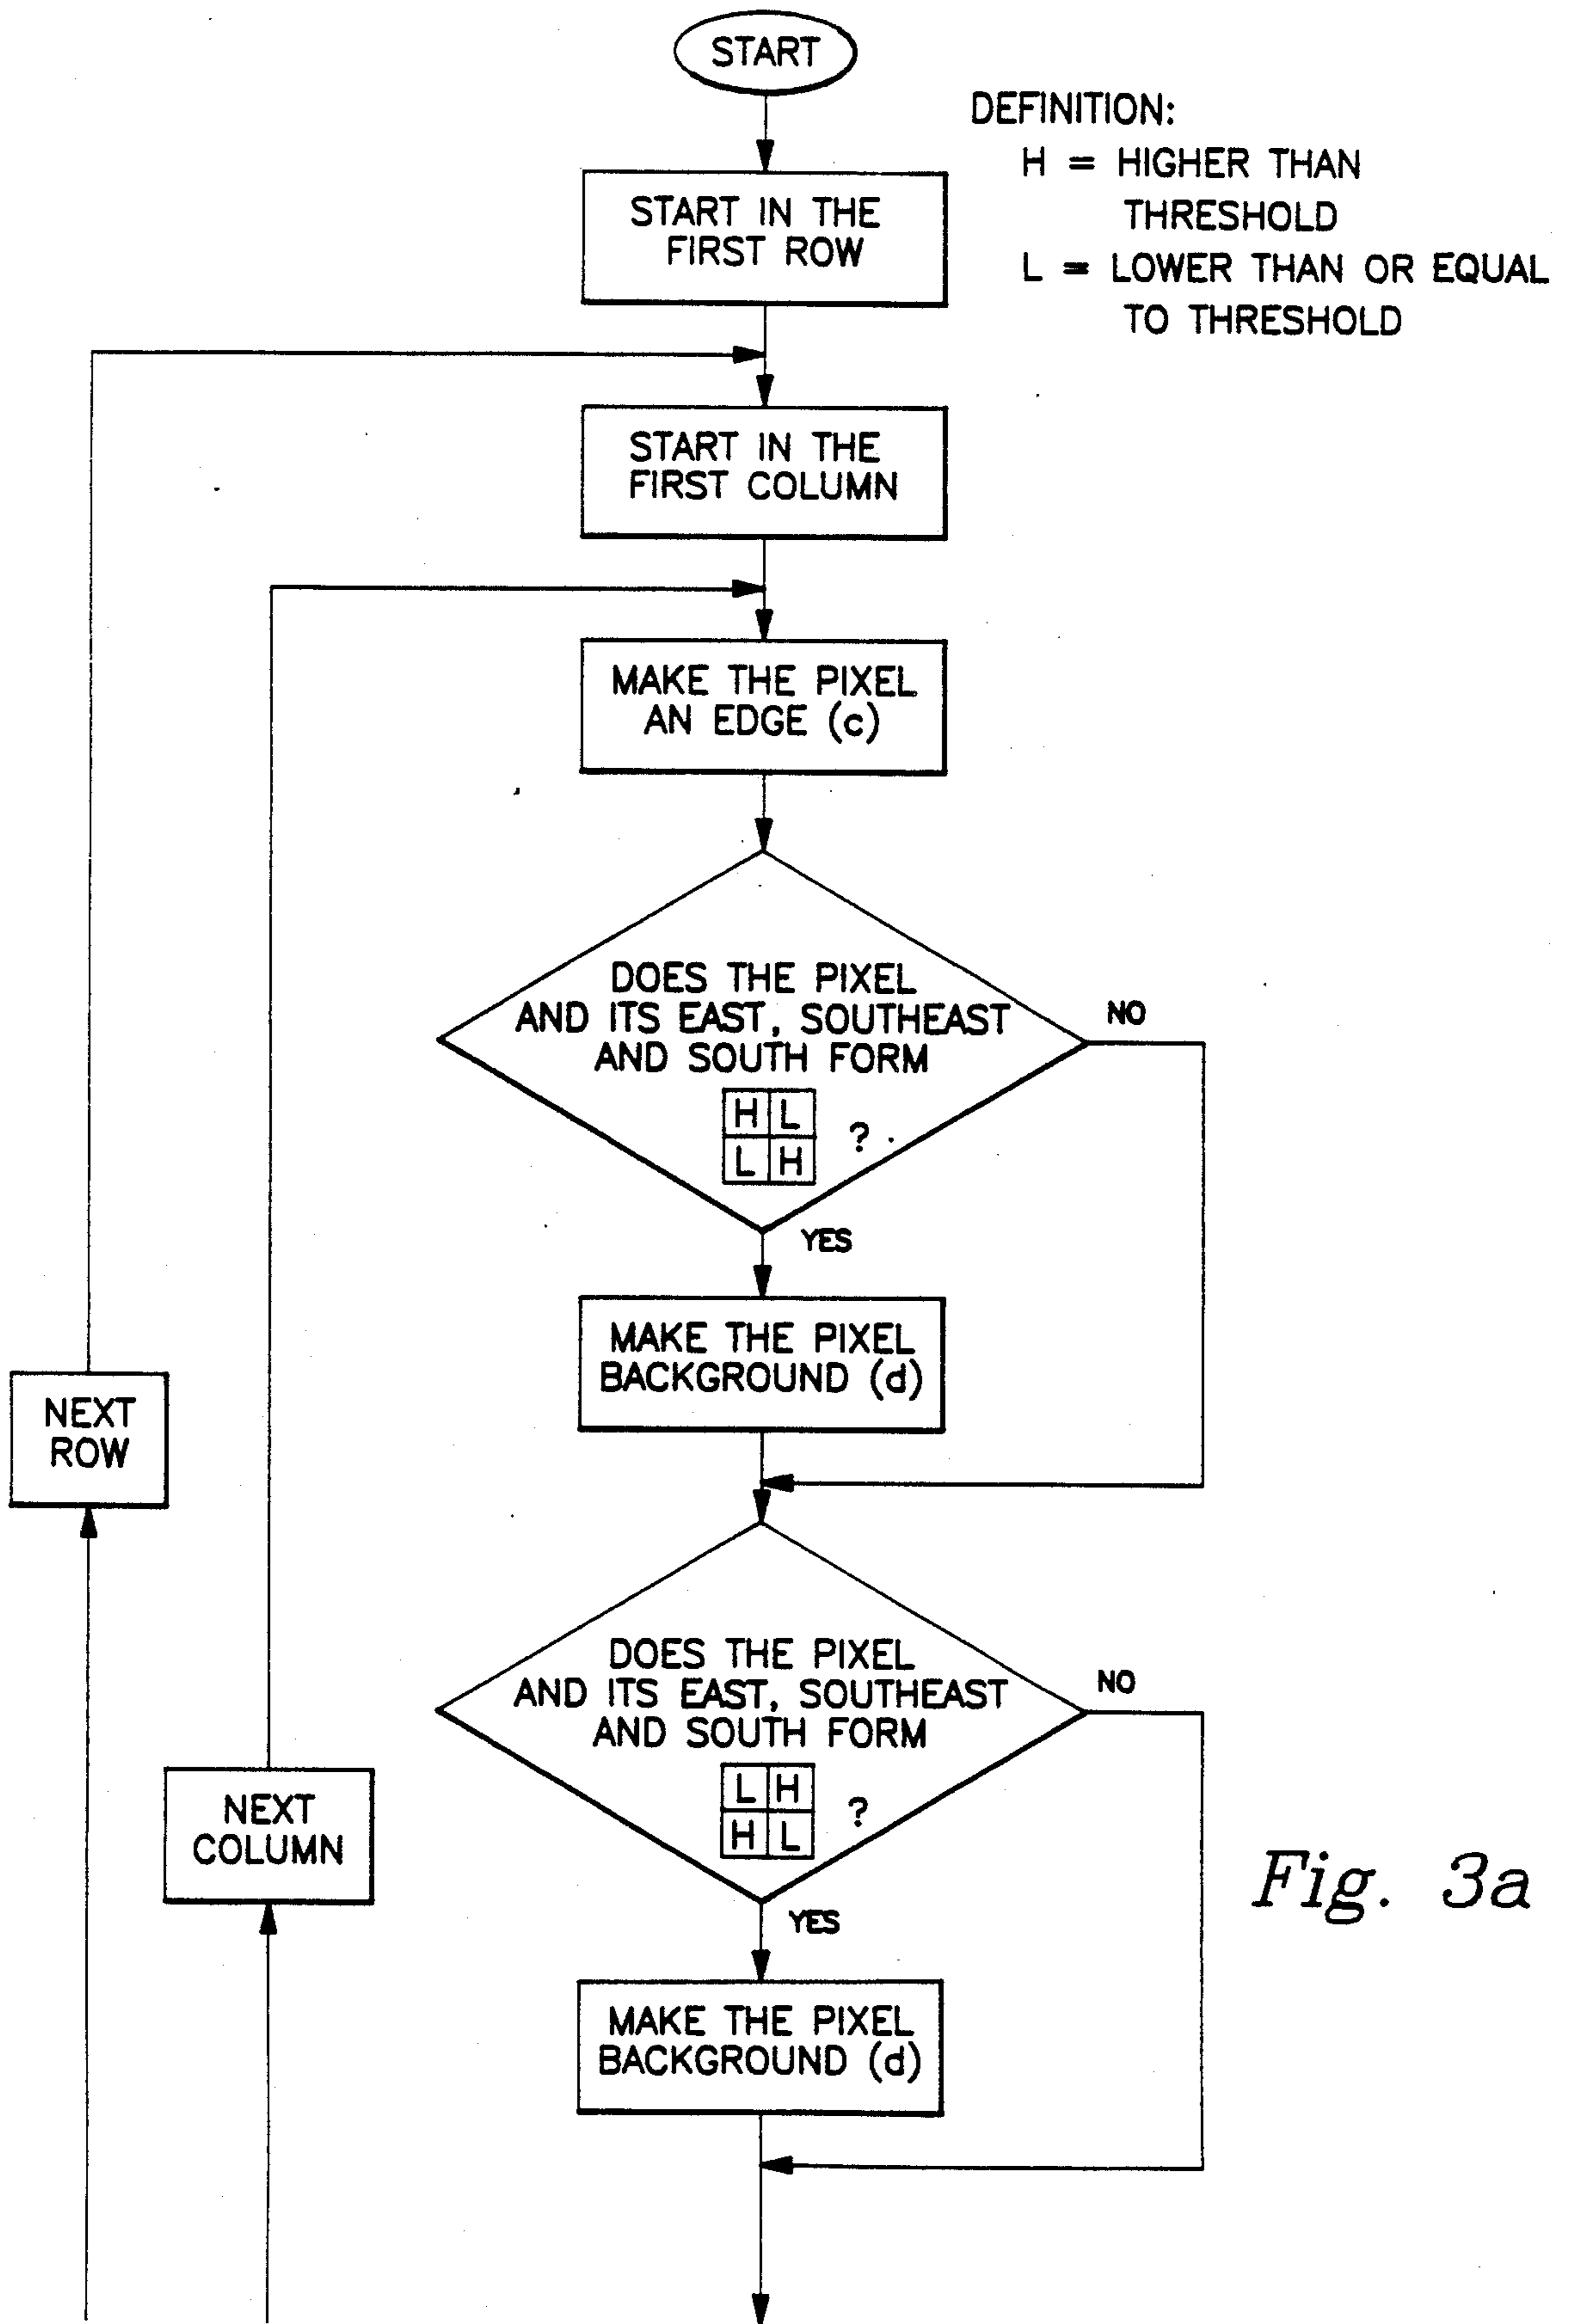 START
DEFINITION:
H = HIGHER THAN
THRESHOLD
L = LOWER THAN OR EQUAL
TO THRESHOLD
START IN THE
FIRST ROW
START IN THE
FIRST COLUMN
MAKE THE PIXEL
AN EDGE (c)
DOES THE PIXEL
AND ITS EAST, SOUTHEAST
AND SOUTH FORM
H L
L H
?
NO
YES
MAKE THE PIXEL
BACKGROUND (d)
NEXT
ROW
DOES THE PIXEL
AND ITS EAST, SOUTHEAST
AND SOUTH FORM
L H
H L
?
NO
YES
NEXT
COLUMN
MAKE THE PIXEL
BACKGROUND (d)
Fig. 3a